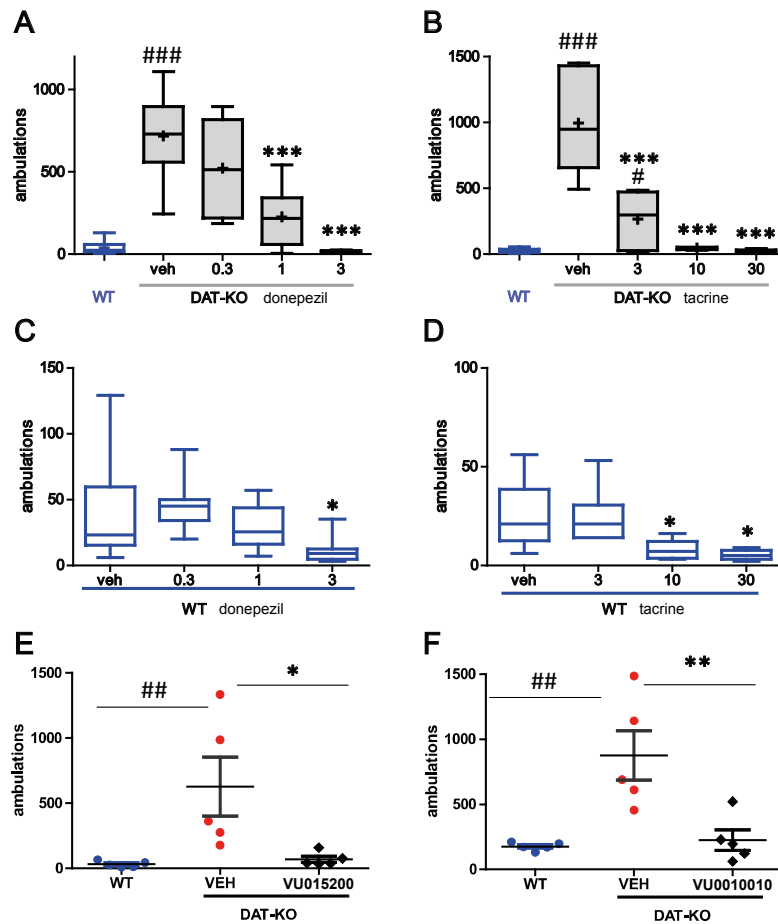 A
B
###
###
ambulations
1000
500
0
***
***
ambulations
1500
1000
500
0
***
#
***
***
veh 0.3 1 3
veh 3 10 30
WT DAT-KO donepezil
WT DAT-KO tacrine
C
D
ambulations
150
100
50
0
*
ambulations
100
50
0
*
*
veh 0.3 1 3
veh 3 10 30
WT donepezil
WT tacrine
E
F
ambulations
1500
1000
500
0
##
*
ambulations
1500
1000
500
0
##
**
WT VEH VU015200
WT VEH VU0010010
DAT-KO
DAT-KO